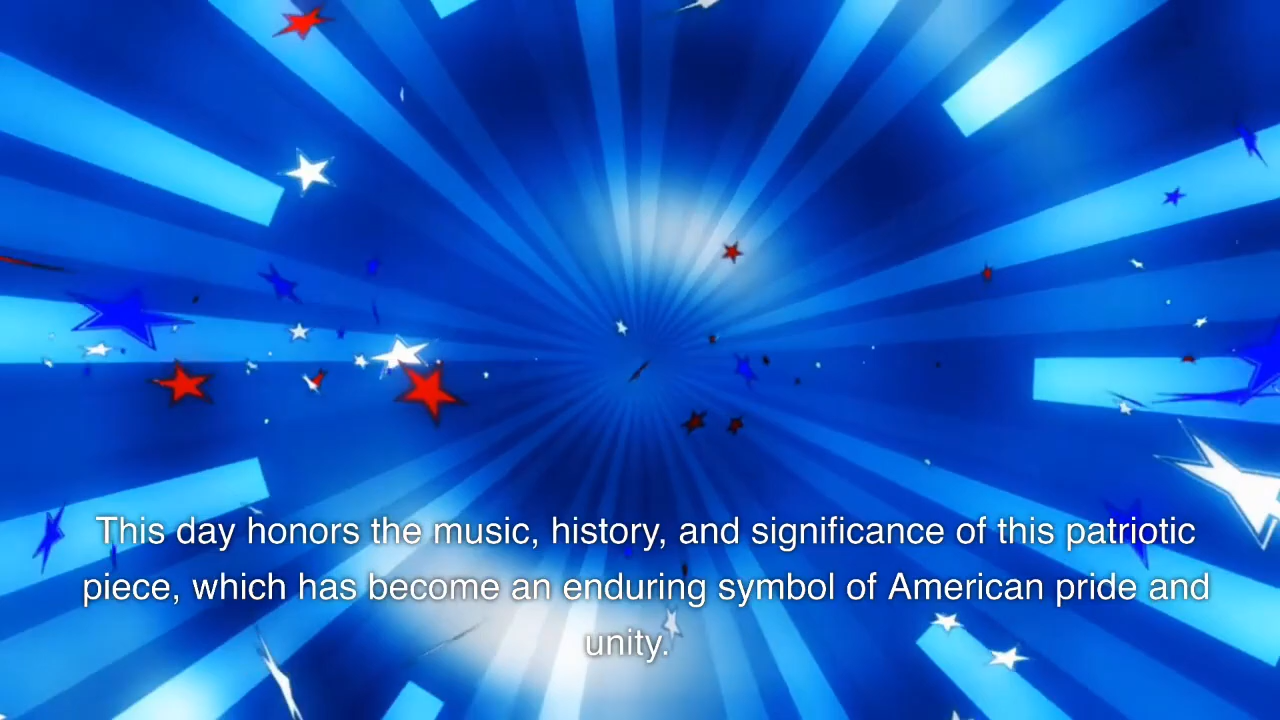 This day honors the music, history, and significance of this patriotic
piece, which has become an enduring symbol of American pride and
unity.